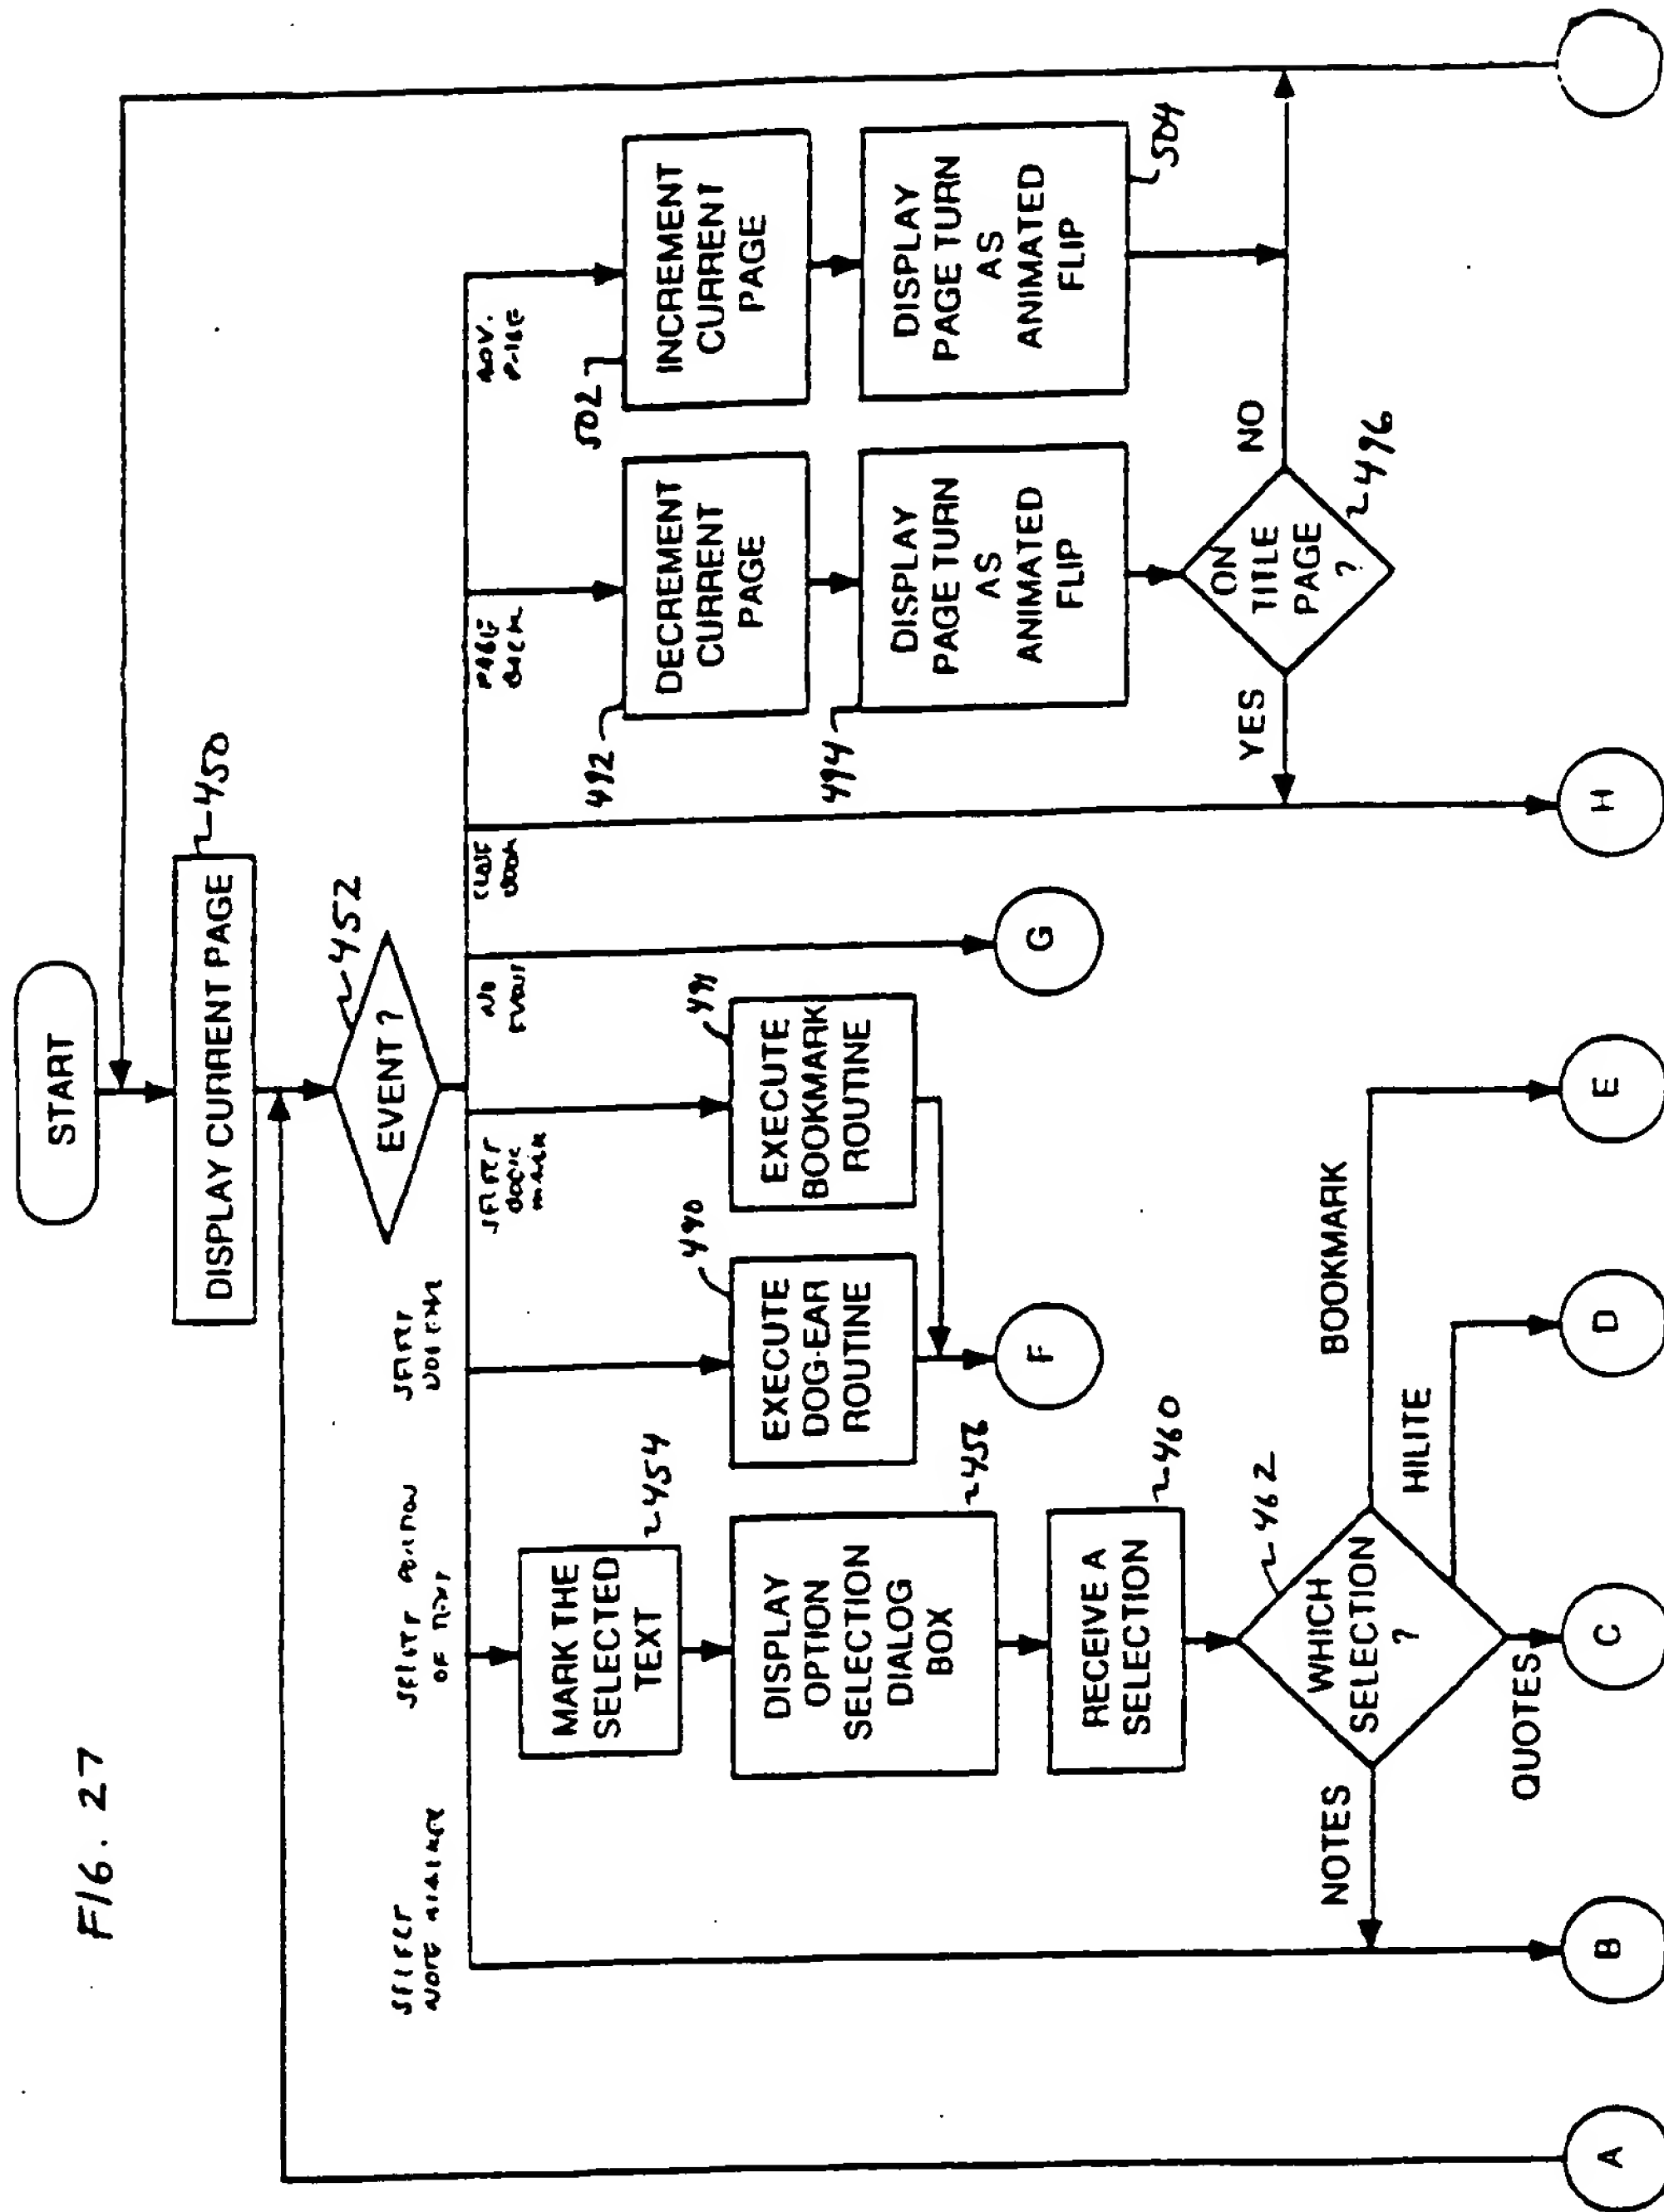 FIG. 27
START
DISPLAY CURRENT PAGE
450
EVENT ?
452
SELECT
NOTE MARKER
SELECT PORTION
OF TEXT
SELECT
DOG EAR
SELECT
BOOK
MARK
NO
EVENT
CLOSE
BOOK
PAGE
BACK
ADV.
PAGE
MARK THE
SELECTED
TEXT
454
DISPLAY
OPTION
SELECTION
DIALOG
BOX
456
RECEIVE A
SELECTION
460
WHICH
SELECTION
?
462
NOTES
QUOTES
HILITE
BOOKMARK
EXECUTE
DOG-EAR
ROUTINE
490
EXECUTE
BOOKMARK
ROUTINE
491
492
DECREMENT
CURRENT
PAGE
494
DISPLAY
PAGE TURN
AS
ANIMATED
FLIP
ON
TITLE
PAGE
?
496
YES
NO
502
INCREMENT
CURRENT
PAGE
DISPLAY
PAGE TURN
AS
ANIMATED
FLIP
504
F
G
A
B
C
D
E
H